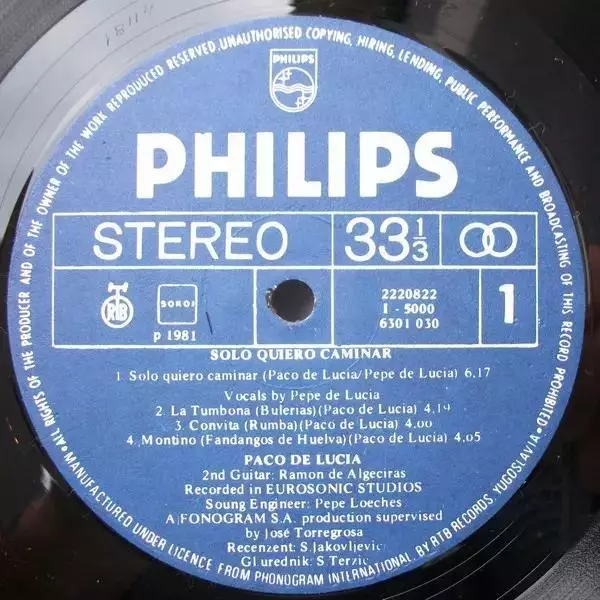 ALL RIGHTS OF THE PRODUCER AND OF THE OWNER OF THE WORK REPRODUCED RESERVED. UNAUTHORISED COPYING, HIRING, LENDING, PUBLIC PERFORMANCE AND BROADCASTING OF THIS RECORD PROHIBITED •
PHILIPS
PHILIPS
STEREO
33 1/3
RTB
SOKOJ
2220822
1 - 5000
6301 030
1
p 1981
SOLO QUIERO CAMINAR
1. Solo quiero caminar (Paco de Lucia/Pepe de Lucia) 6,17
Vocals by Pepe de Lucia
2. La Tumbona (Bulerias)(Paco de Lucia) 4,14
3. Convita (Rumba)(Paco de Lucia) 4,00
4. Montino (Fandangos de Huelva)(Paco de Lucia) 4,05
PACO DE LUCIA
2nd Guitar: Ramon de Algeciras
Recorded in EUROSONIC STUDIOS
Soung Engineer: Pepe Loeches
A FONOGRAM S.A. production supervised
by José Torregrosa
Recenzent: S.Jakovljevic
Gl urednik: S Terzic
• MANUFACTURED UNDER LICENCE FROM PHONOGRAM INTERNATIONAL BV. BY RTB RECORDS, YUGOSLAVIA